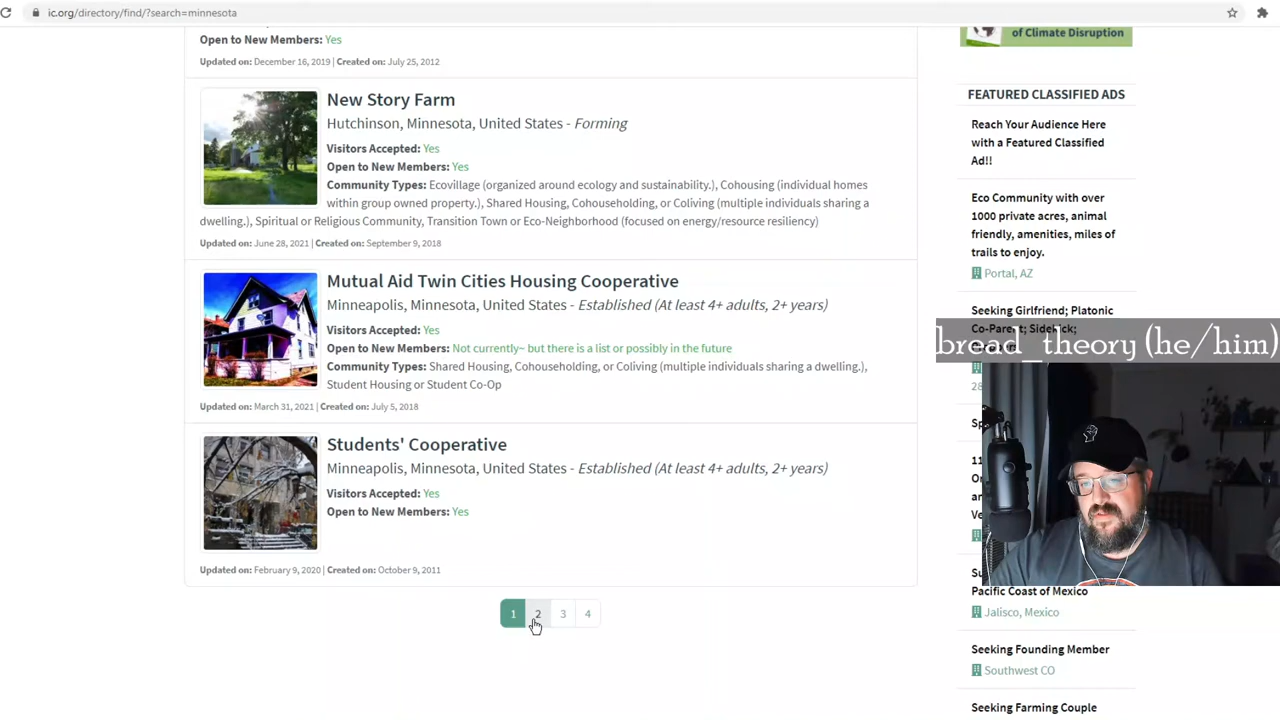 ic.org/directory/find/?search=minnesota
Open to New Members: Yes
Updated on: December 16, 2019 | Created on: July 25, 2012
New Story Farm
Hutchinson, Minnesota, United States - Forming
Visitors Accepted: Yes
Open to New Members: Yes
Community Types: Ecovillage (organized around ecology and sustainability.), Cohousing (individual homes
within group owned property.), Shared Housing, Cohouseholding, or Coliving (multiple individuals sharing a
dwelling.), Spiritual or Religious Community, Transition Town or Eco-Neighborhood (focused on energy/resource resiliency)
Updated on: June 28, 2021 | Created on: September 9, 2018
Mutual Aid Twin Cities Housing Cooperative
Minneapolis, Minnesota, United States - Established (At least 4+ adults, 2+ years)
Visitors Accepted: Yes
Open to New Members: Not currently~ but there is a list or possibly in the future
Community Types: Shared Housing, Cohouseholding, or Coliving (multiple individuals sharing a dwelling.),
Student Housing or Student Co-Op
Updated on: March 31, 2021 | Created on: July 5, 2018
Students' Cooperative
Minneapolis, Minnesota, United States - Established (At least 4+ adults, 2+ years)
Visitors Accepted: Yes
Open to New Members: Yes
Updated on: February 9, 2020 | Created on: October 9, 2011
1 2 3 4
of Climate Disruption
FEATURED CLASSIFIED ADS
Reach Your Audience Here
with a Featured Classified
Ad!!
Eco Community with over
1000 private acres, animal
friendly, amenities, miles of
trails to enjoy.
Portal, AZ
Seeking Girlfriend; Platonic
Co-Parent; Sidekick;
bread_theory (he/him)
28
Sp
11
Or
an
Ve
Su
Pacific Coast of Mexico
Jalisco, Mexico
Seeking Founding Member
Southwest CO
Seeking Farming Couple